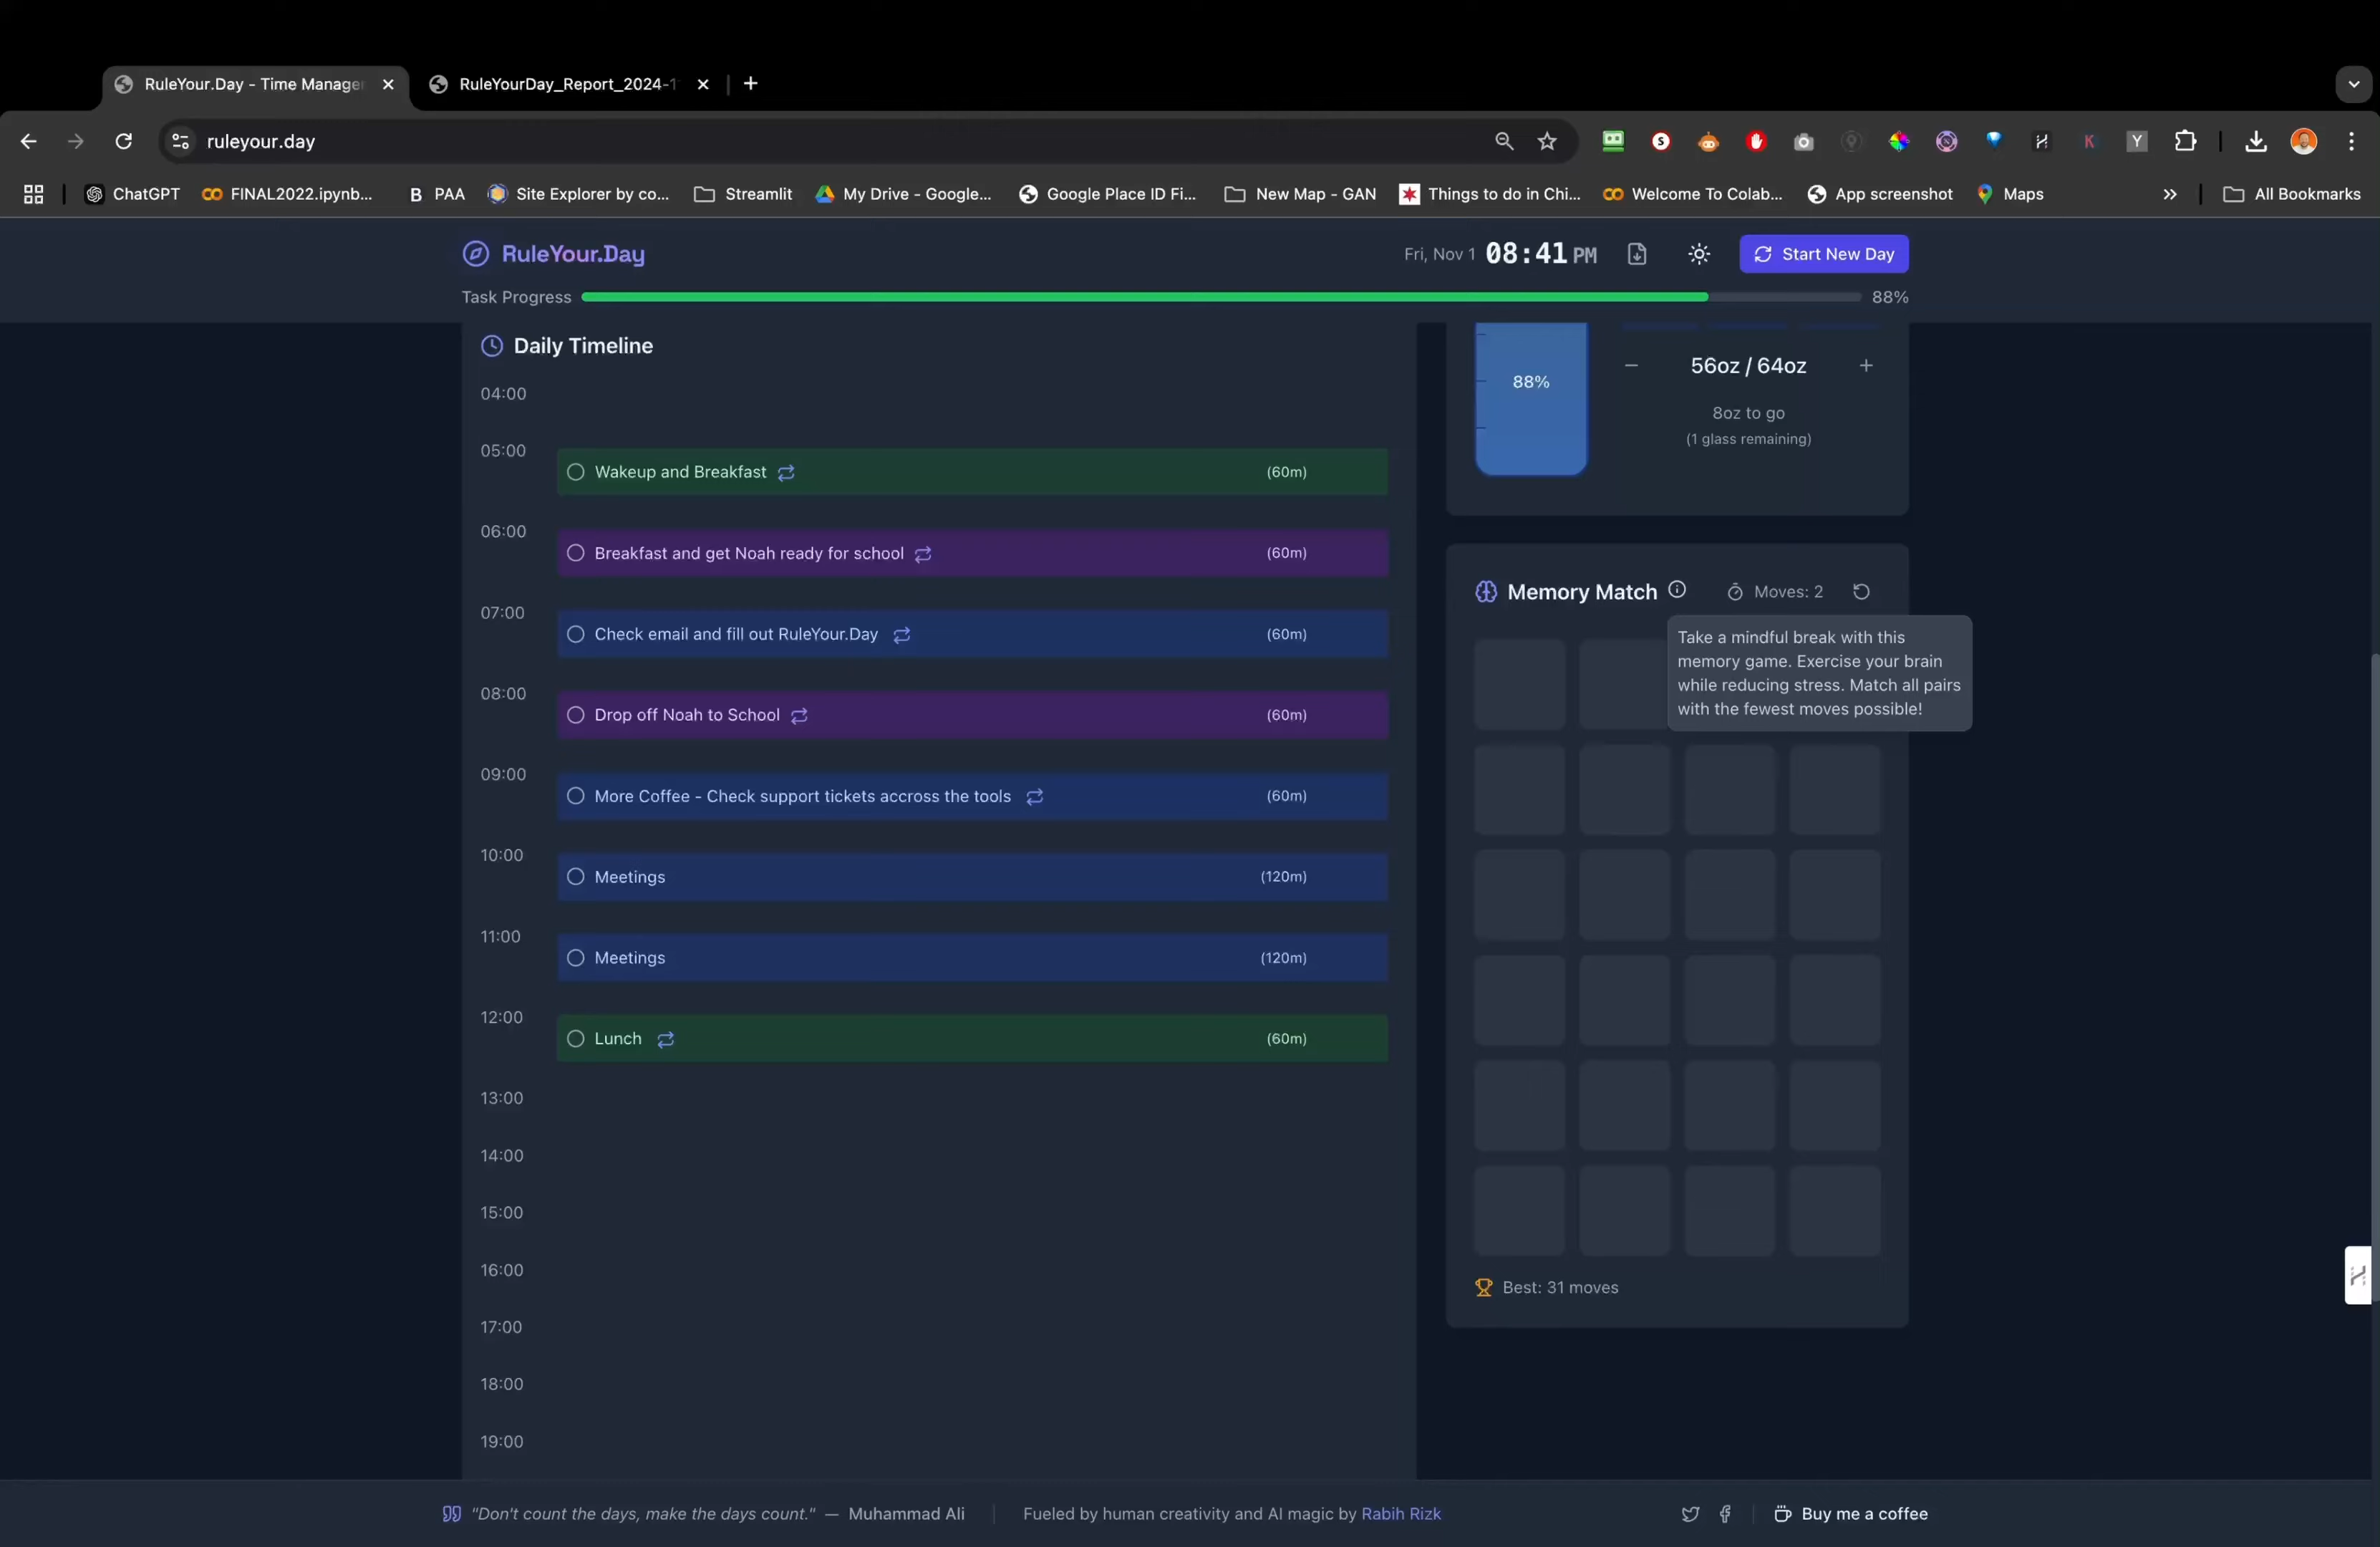 RuleYour.Day - Time Manage
RuleYourDay_Report_2024-1
ruleyour.day
ChatGPT
FINAL2022.ipynb...
B PAA
Site Explorer by co...
Streamlit
My Drive - Google...
Google Place ID Fi...
New Map - GAN
Things to do in Chi...
Welcome To Colab...
App screenshot
Maps
All Bookmarks
RuleYour.Day
Fri, Nov 1 08:41 PM
Start New Day
Task Progress
88%
Daily Timeline
04:00
05:00
Wakeup and Breakfast (60m)
06:00
Breakfast and get Noah ready for school (60m)
07:00
Check email and fill out RuleYour.Day (60m)
08:00
Drop off Noah to School (60m)
09:00
More Coffee - Check support tickets accross the tools (60m)
10:00
Meetings (120m)
11:00
Meetings (120m)
12:00
Lunch (60m)
13:00
14:00
15:00
16:00
17:00
18:00
19:00
88%
56oz / 64oz
8oz to go
(1 glass remaining)
Memory Match
Moves: 2
Take a mindful break with this
memory game. Exercise your brain
while reducing stress. Match all pairs
with the fewest moves possible!
Best: 31 moves
"Don't count the days, make the days count." — Muhammad Ali
Fueled by human creativity and AI magic by Rabih Rizk
Buy me a coffee